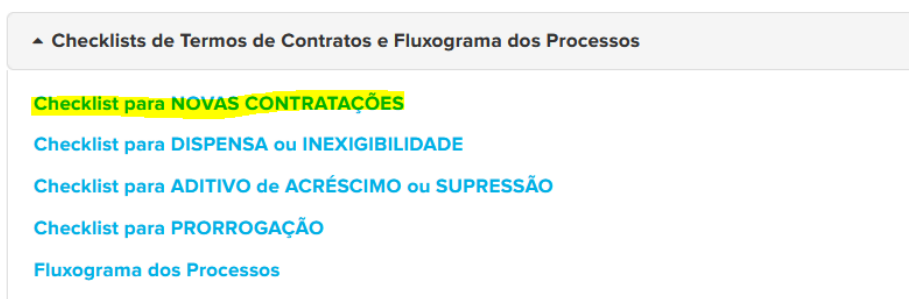 Checklists de Termos de Contratos e Fluxograma dos Processos
Checklist para NOVAS CONTRATAÇÕES
Checklist para DISPENSA ou INEXIGIBILIDADE
Checklist para ADITIVO de ACRÉSCIMO ou SUPRESSÃO
Checklist para PRORROGAÇÃO
Fluxograma dos Processos